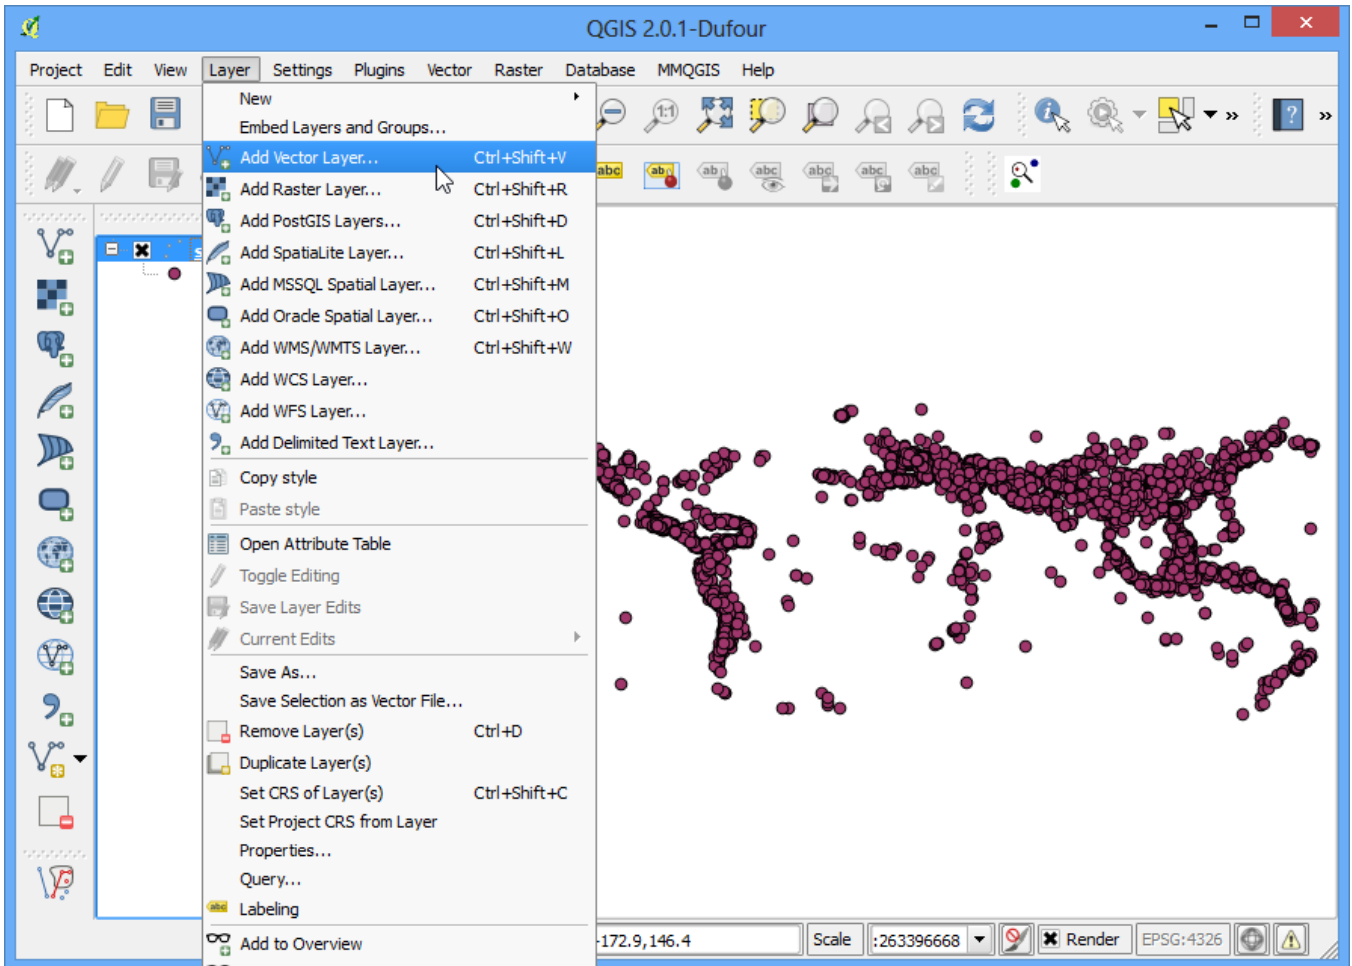 QGIS 2.0.1-Dufour
Project Edit View Layer Settings Plugins Vector Raster Database MMQGIS Help
New
Embed Layers and Groups...
1:1
?
»
»
Add Vector Layer... Ctrl+Shift+V
abc
Add Raster Layer... Ctrl+Shift+R
Add PostGIS Layers... Ctrl+Shift+D
Add SpatiaLite Layer... Ctrl+Shift+L
Add MSSQL Spatial Layer... Ctrl+Shift+M
Add Oracle Spatial Layer... Ctrl+Shift+O
Add WMS/WMTS Layer... Ctrl+Shift+W
Add WCS Layer...
Add WFS Layer...
Add Delimited Text Layer...
Copy style
Paste style
Open Attribute Table
Toggle Editing
Save Layer Edits
Current Edits
Save As...
Save Selection as Vector File...
Remove Layer(s) Ctrl+D
Duplicate Layer(s)
Set CRS of Layer(s) Ctrl+Shift+C
Set Project CRS from Layer
Properties...
Query...
abc Labeling
Add to Overview
-172.9,146.4 Scale :263396668 Render EPSG:4326